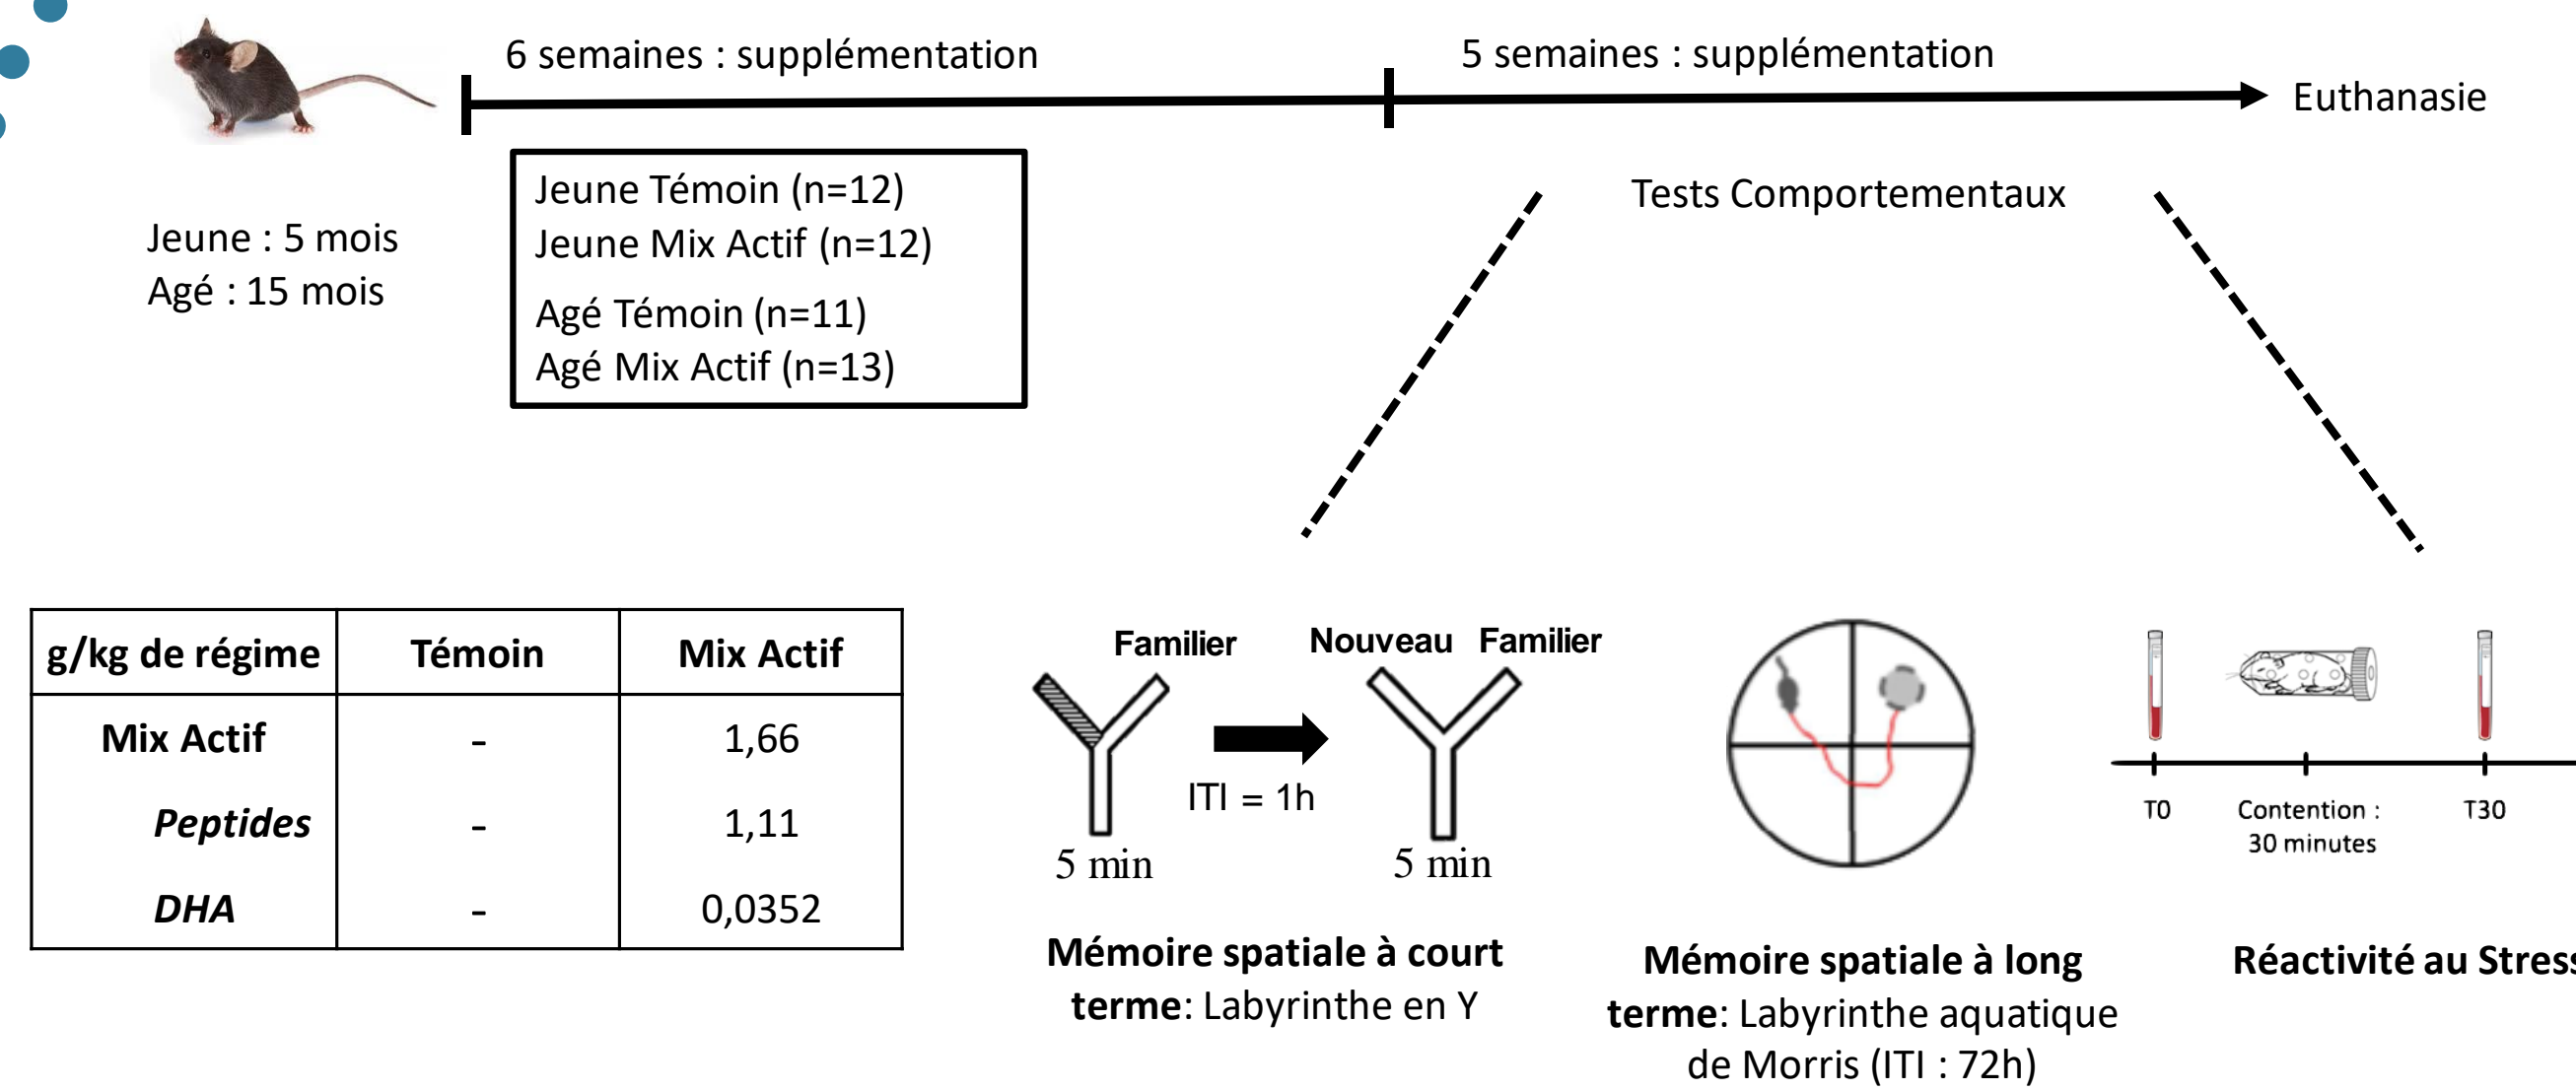 6 semaines : supplémentation
5 semaines : supplémentation
Euthanasie
Jeune : 5 mois
Agé : 15 mois
Jeune Témoin (n=12)
Jeune Mix Actif (n=12)
Agé Témoin (n=11)
Agé Mix Actif (n=13)
Tests Comportementaux
g/kg de régime Témoin Mix Actif
Mix Actif - 1,66
Peptides - 1,11
DHA - 0,0352
Familier
Nouveau Familier
ITI = 1h
5 min
5 min
Mémoire spatiale à court
terme: Labyrinthe en Y
Mémoire spatiale à long
terme: Labyrinthe aquatique
de Morris (ITI : 72h)
T0
Contention :
30 minutes
T30
Réactivité au Stress